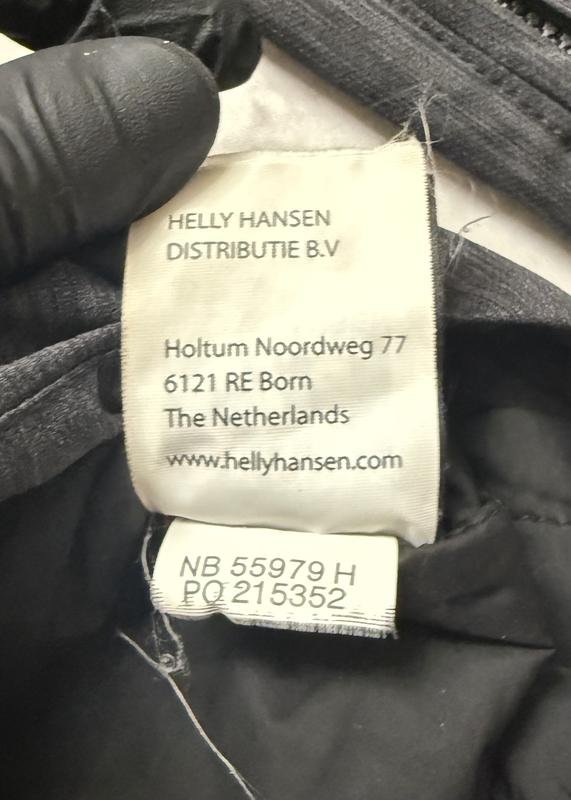 HELLY HANSEN
DISTRIBUTIE B.V
Holtum Noordweg 77
6121 RE Born
The Netherlands
www.hellyhansen.com
NB 55979 H
PO 215352